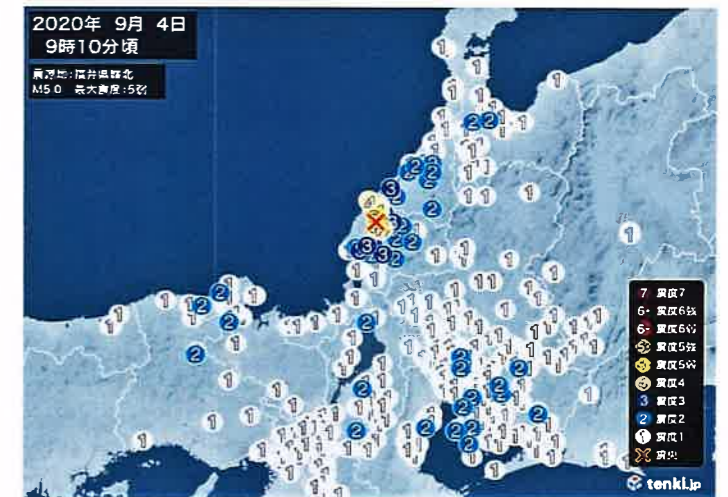 2020年 9月 4日
9時10分頃
震源地:福井県嶺北
M5.0 最大震度:5弱
7 震度7
6+ 震度6強
6- 震度6弱
5+ 震度5強
5- 震度5弱
4 震度4
3 震度3
2 震度2
1 震度1
震央
tenki.jp